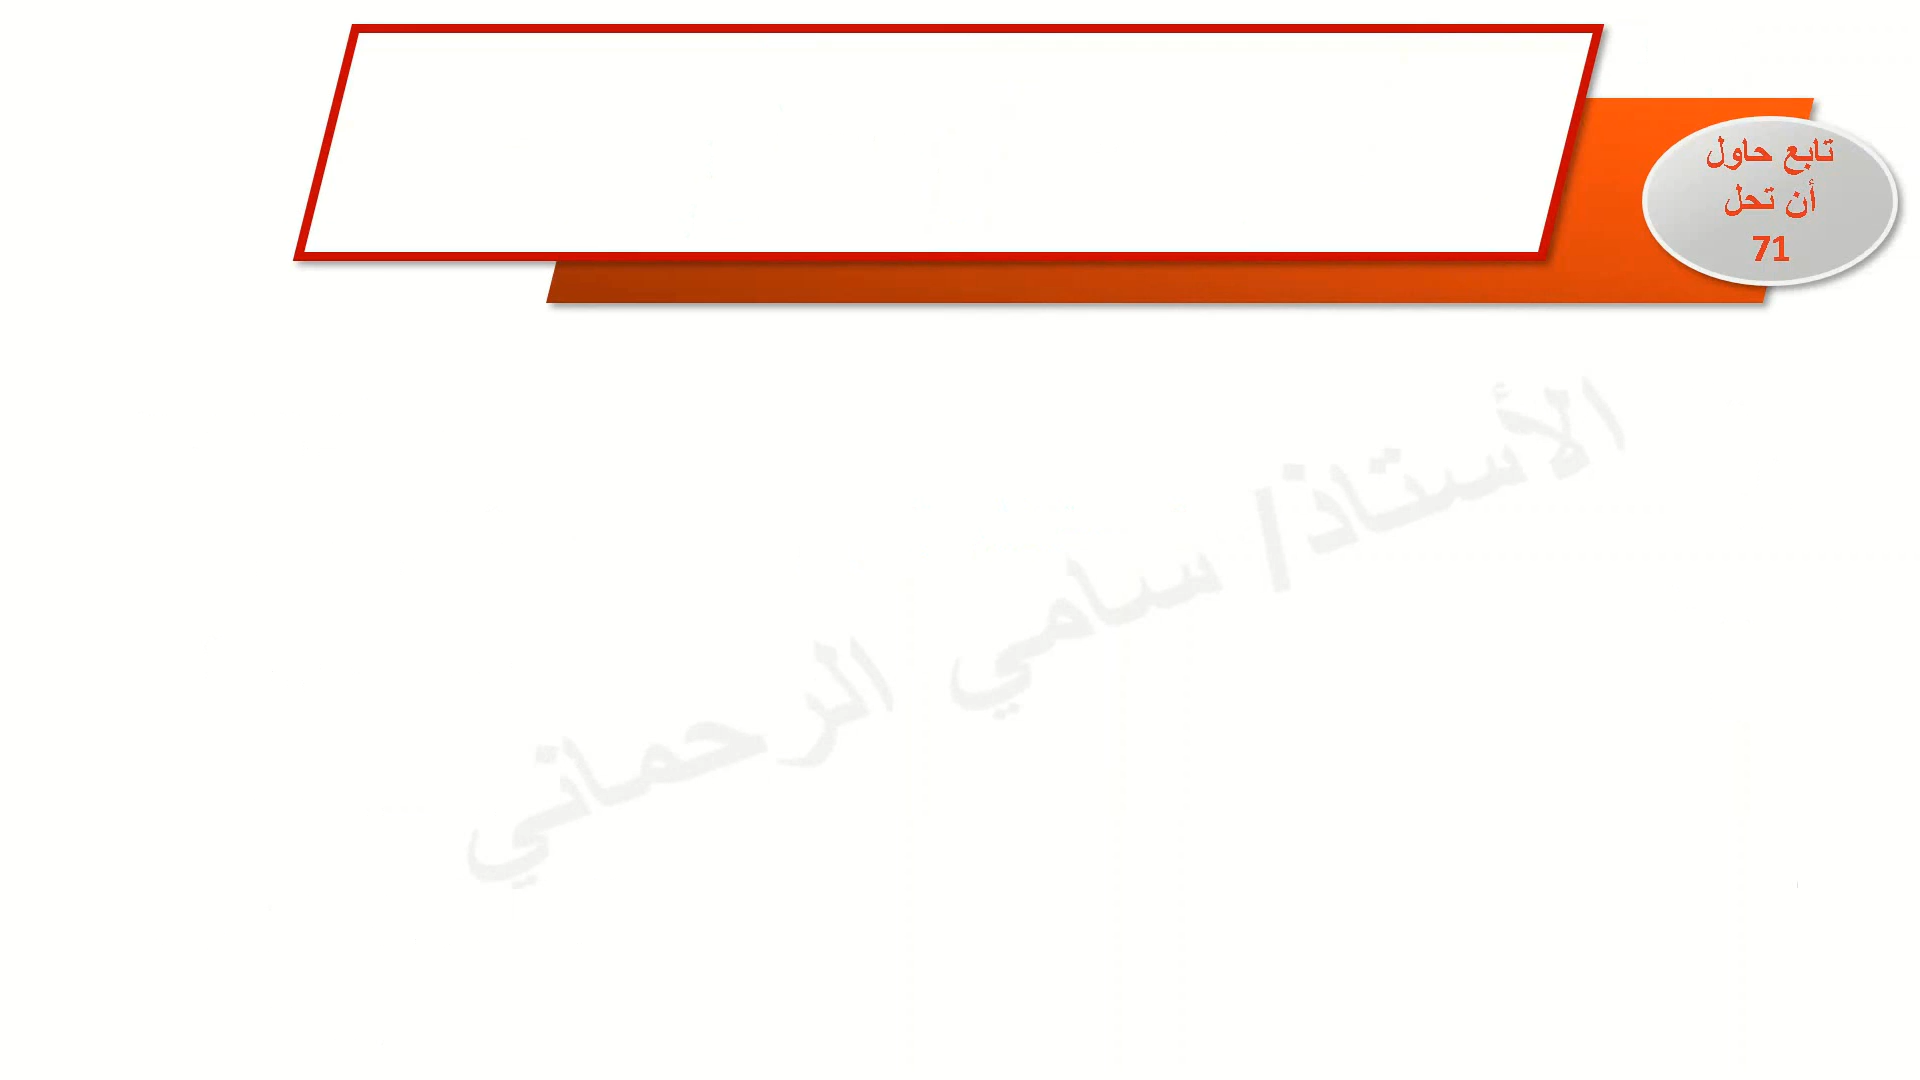 تابع حاول
أن تحل
71
الأستاذ/ سامي الرحماني